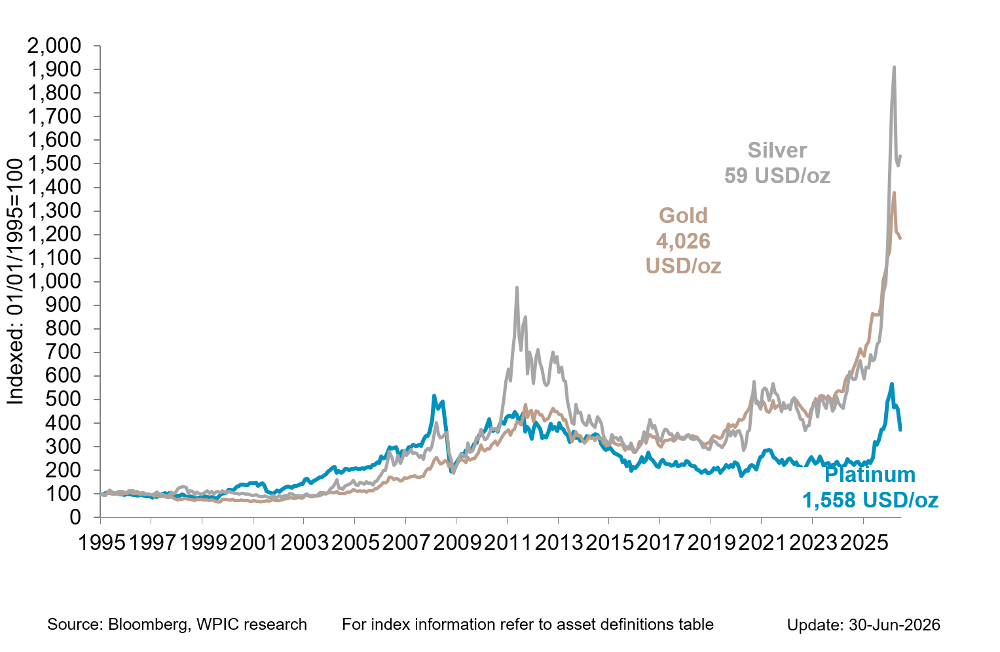 2,000
1,900
1,800
1,700
1,600
1,500
1,400
1,300
1,200
1,100
1,000
900
800
700
600
500
400
300
200
100
0
Indexed: 01/01/1995=100
Silver
59 USD/oz
Gold
4,026
USD/oz
Platinum
1,558 USD/oz
1995 1997 1999 2001 2003 2005 2007 2009 2011 2013 2015 2017 2019 2021 2023 2025
Source: Bloomberg, WPIC research For index information refer to asset definitions table Update: 30-Jun-2026